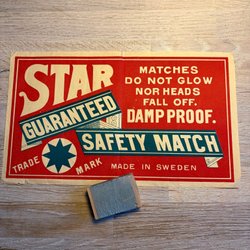 STAR
GUARANTEED
SAFETY MATCH
MATCHES
DO NOT GLOW
NOR HEADS
FALL OFF.
DAMP PROOF.
TRADE MARK
MADE IN SWEDEN